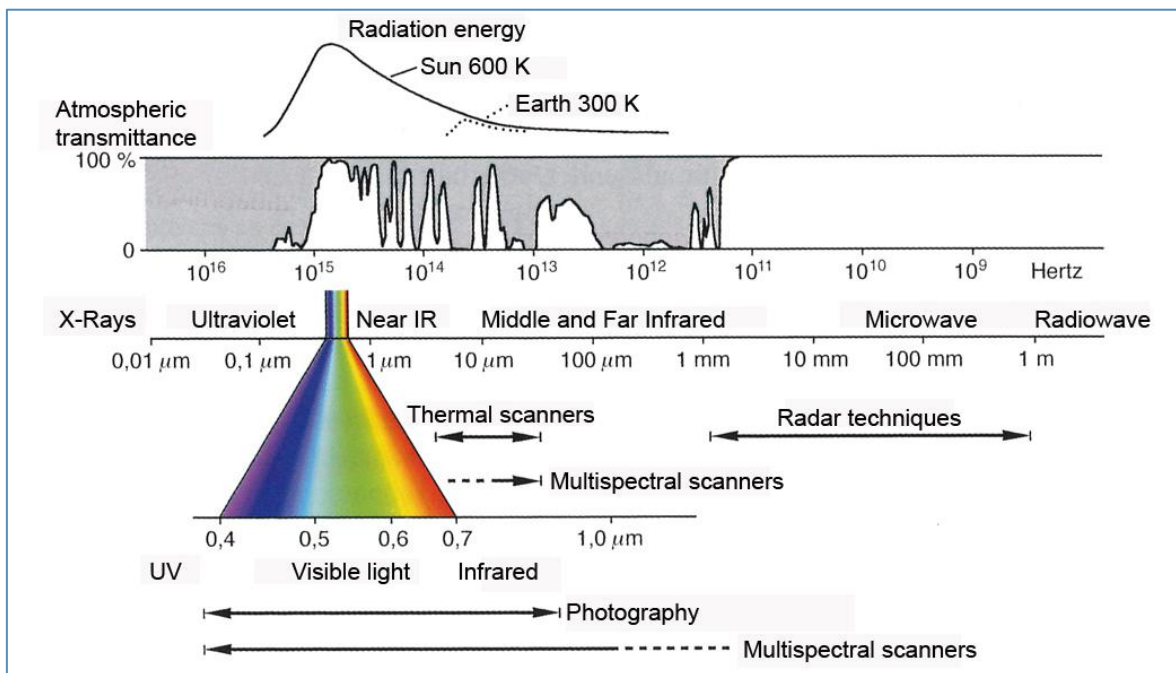 Radiation energy
Sun 600 K
Earth 300 K
Atmospheric
transmittance
100 %
0
10¹⁶ 10¹⁵ 10¹⁴ 10¹³ 10¹² 10¹¹ 10¹⁰ 10⁹ Hertz
X-Rays Ultraviolet Near IR Middle and Far Infrared Microwave Radiowave
0,01 µm 0,1 µm 1 µm 10 µm 100 µm 1 mm 10 mm 100 mm 1 m
Thermal scanners
Radar techniques
Multispectral scanners
0,4 0,5 0,6 0,7 1,0 µm
UV Visible light Infrared
Photography
Multispectral scanners